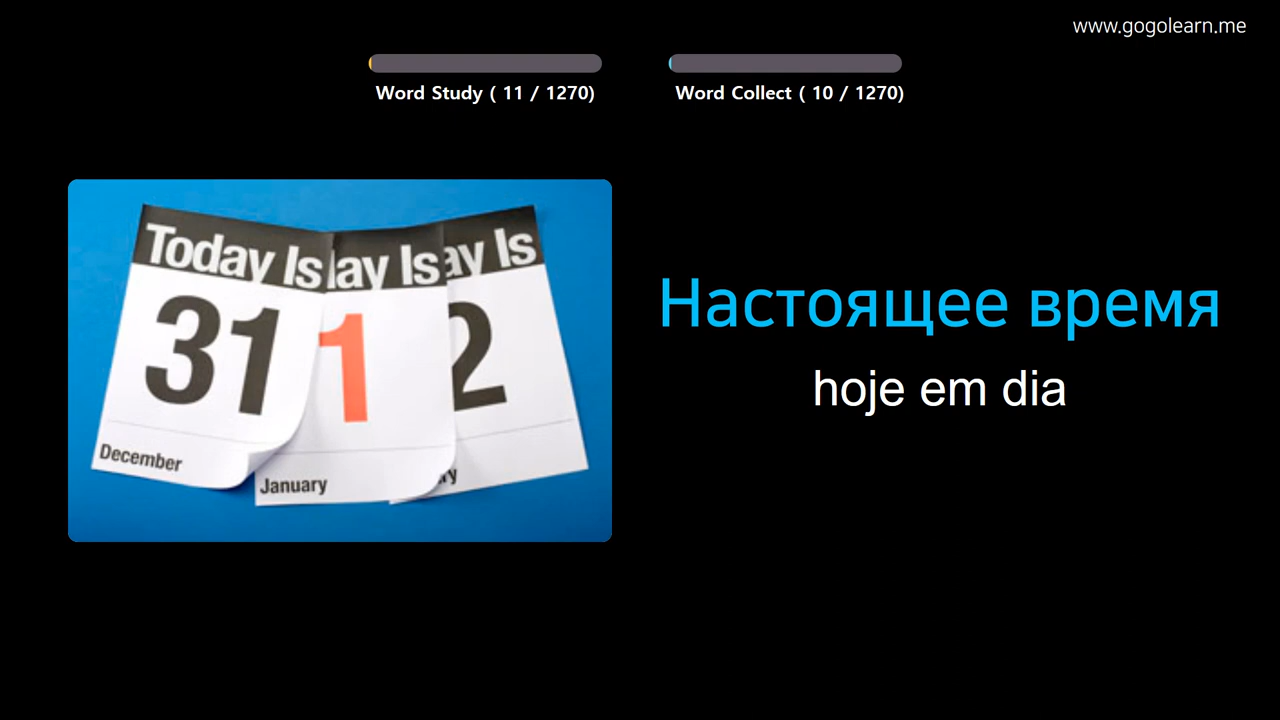 www.gogolearn.me
Word Study ( 11 / 1270)
Word Collect ( 10 / 1270)
Today Is
ay Is
ay Is
31
1
2
December
January
ry
Настоящее время
hoje em dia